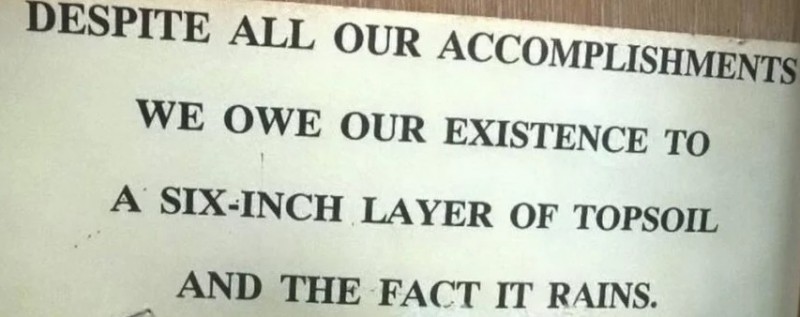 DESPITE ALL OUR ACCOMPLISHMENTS
WE OWE OUR EXISTENCE TO
A SIX-INCH LAYER OF TOPSOIL
AND THE FACT IT RAINS.